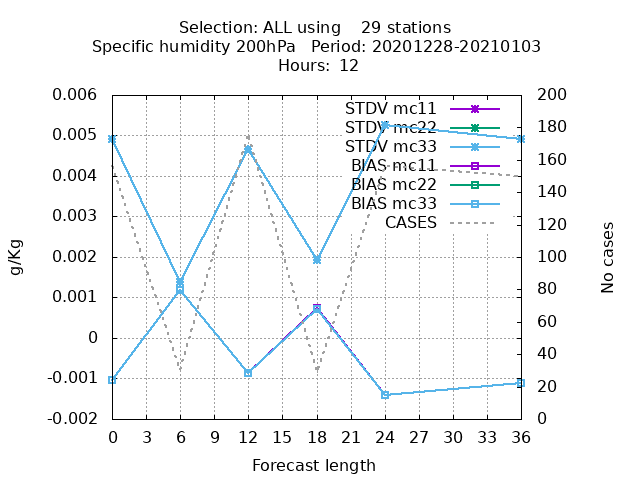 Selection: ALL using    29 stations
Specific humidity 200hPa   Period: 20201228-20210103
Hours:  12
0.006
0.005
0.004
0.003
0.002
0.001
0
-0.001
-0.002
g/Kg
STDV mc11
STDV mc22
STDV mc33
BIAS mc11
BIAS mc22
BIAS mc33
CASES
200
180
160
140
120
100
80
60
40
20
0
No cases
0 3 6 9 12 15 18 21 24 27 30 33 36
Forecast length